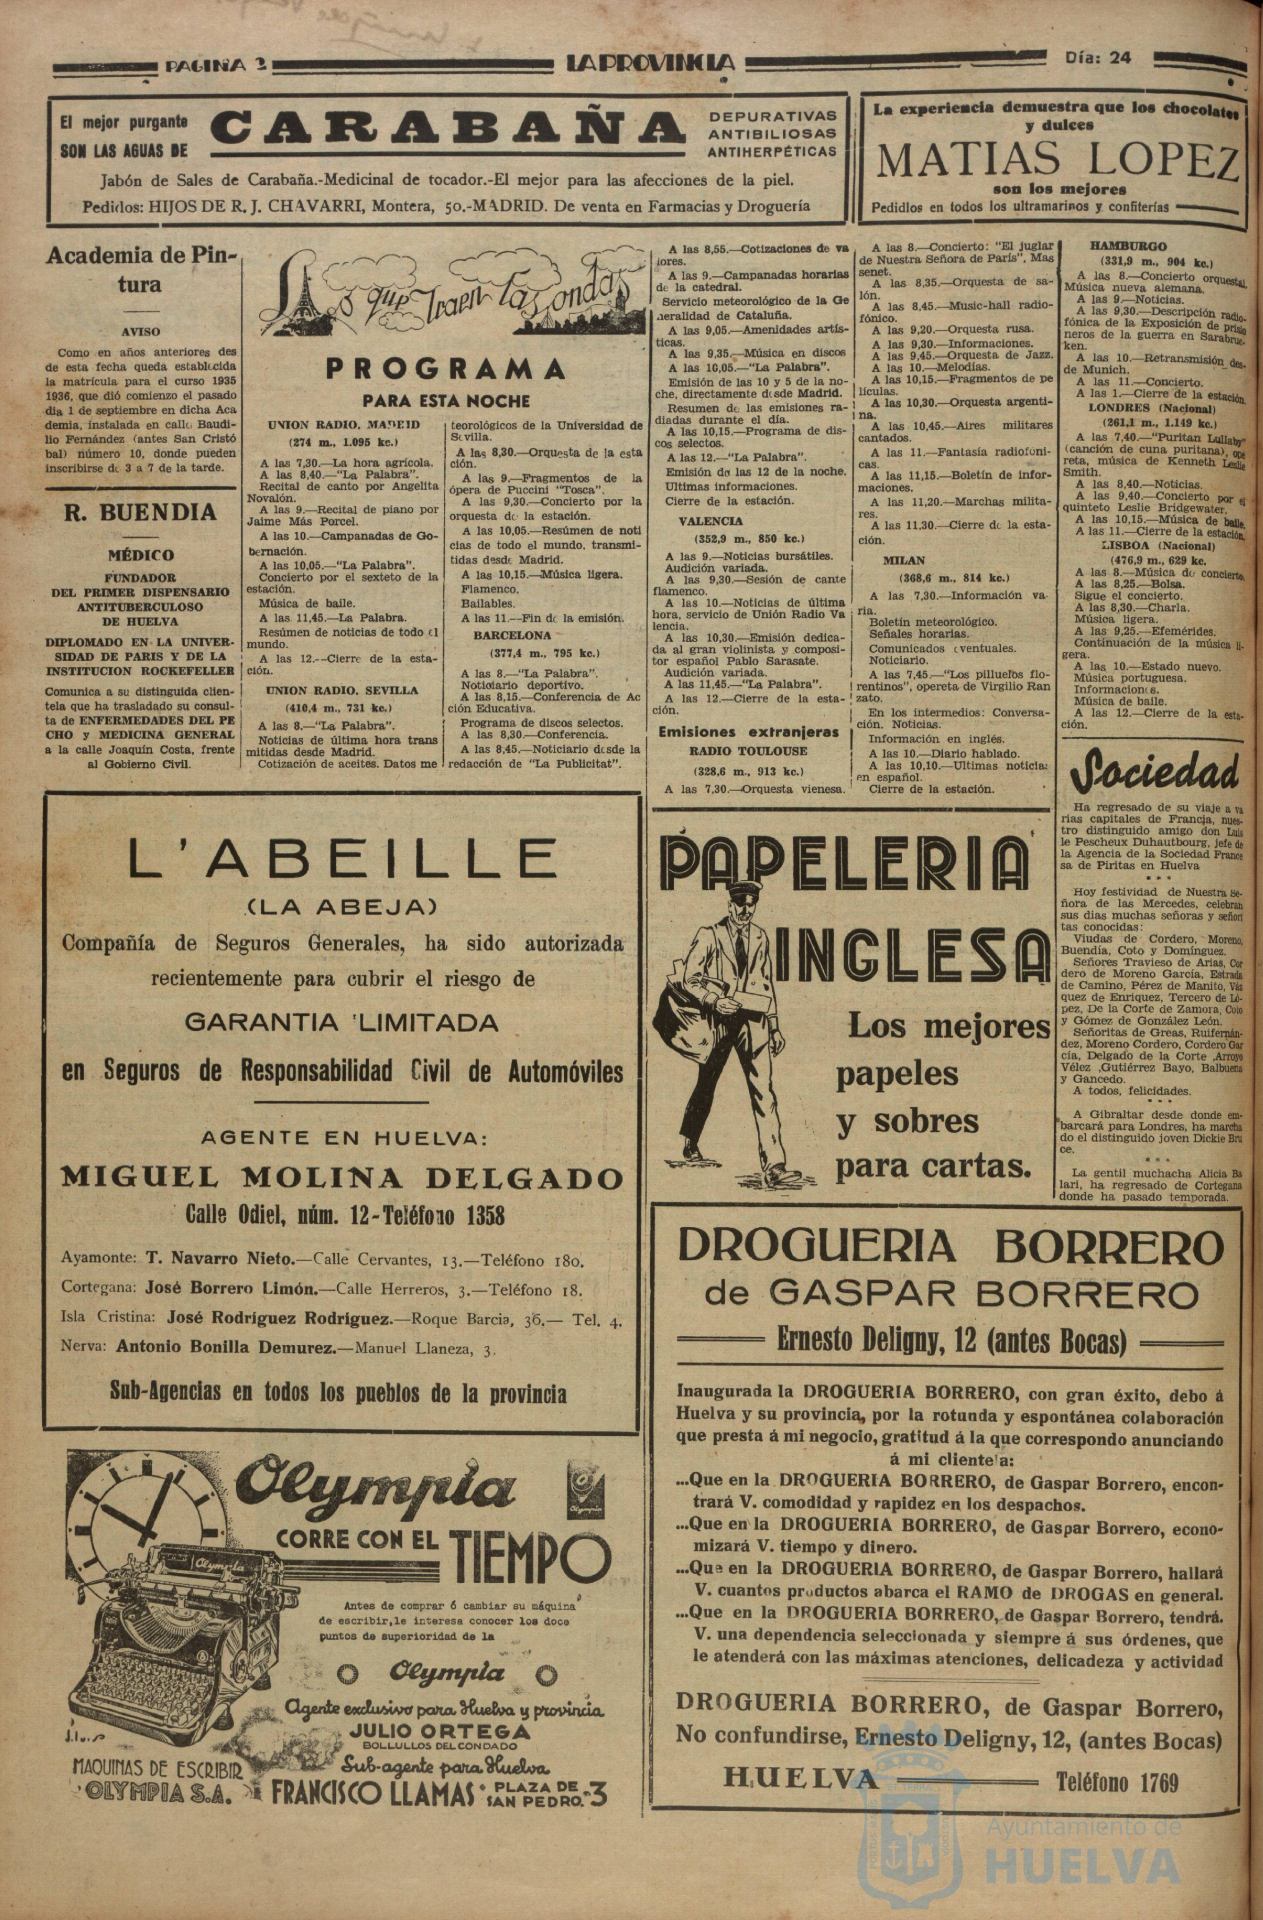 PAGINA 2
LA PROVINCIA
Día: 24
El mejor purgante
SON LAS AGUAS DE
CARABAÑA
DEPURATIVAS
ANTIBILIOSAS
ANTIHERPÉTICAS
Jabón de Sales de Carabaña.-Medicinal de tocador.-El mejor para las afecciones de la piel.
Pedidos: HIJOS DE R. J. CHAVARRI, Montera, 50.-MADRID. De venta en Farmacias y Droguería
La experiencia demuestra que los chocolates
y dulces
MATIAS LOPEZ
son los mejores
Pedidlos en todos los ultramarinos y confiterías
Academia de Pin-
tura
AVISO
Como en años anteriores des
de esta fecha queda establecida
la matrícula para el curso 1935
1936, que dió comienzo el pasado
dia 1 de septiembre en dicha Aca
demia, instalada en calle Baudi-
lio Fernández (antes San Cristó
bal) número 10, donde pueden
inscribirse de 3 a 7 de la tarde.
R. BUENDIA
MÉDICO
FUNDADOR
DEL PRIMER DISPENSARIO
ANTITUBERCULOSO
DE HUELVA
DIPLOMADO EN LA UNIVER-
SIDAD DE PARIS Y DE LA
INSTITUCION ROCKEFELLER
Comunica a su distinguida clien-
tela que ha trasladado su consul-
ta de ENFERMEDADES DEL PE
CHO y MEDICINA GENERAL
a la calle Joaquín Costa, frente
al Gobierno Civil.
Lo que traen las ondas
PROGRAMA
PARA ESTA NOCHE
UNION RADIO, MADRID
(274 m., 1.095 kc.)
A las 7,30.—La hora agrícola.
A las 8,40.—"La Palabra".
Recital de canto por Angelita
Novalón.
A las 9.—Recital de piano por
Jaime Más Porcel.
A las 10.—Campanadas de Go-
bernación.
A las 10,05.—"La Palabra".
Concierto por el sexteto de la
estación.
Música de baile.
A las 11,45.—La Palabra.
Resúmen de noticias de todo el
mundo.
A las 12.--Cierre de la esta-
ción.
UNION RADIO, SEVILLA
(410,4 m., 731 kc.)
A las 8.—"La Palabra".
Noticias de última hora trans
mitidas desde Madrid.
Cotización de aceites. Datos me
teorológicos de la Universidad de
Sevilla.
A las 8,30.—Orquesta de la esta
ción.
A las 9.—Fragmentos de la
ópera de Puccini "Tosca".
A las 9,30.—Concierto por la
orquesta de la estación.
A las 10,05.—Resúmen de noti
cias de todo el mundo, transmi-
tidas desde Madrid.
A las 10,15.—Música ligera.
Flamenco.
Bailables.
A las 11.—Fin de la emisión.
BARCELONA
(377,4 m., 795 kc.)
A las 8.—"La Palabra".
Notidiario deportivo.
A las 8,15.—Conferencia de Ac
ción Educativa.
Programa de discos selectos.
A las 8,30.—Conferencia.
A las 8,45.—Noticiario desde la
redacción de "La Publicitat".
A las 8,55.—Cotizaciones de va
lores.
A las 9.—Campanadas horarias
de la catedral.
Servicio meteorológico de la Ge
neralidad de Cataluña.
A las 9,05.—Amenidades artís-
ticas.
A las 9,35.—Música en discos
A las 10,05.—"La Palabra".
Emisión de las 10 y 5 de la no-
che, directamente desde Madrid.
Resumen de las emisiones ra-
diadas durante el día.
A las 10,15.—Programa de dis-
cos selectos.
A las 12.—"La Palabra".
Emisión de las 12 de la noche.
Ultimas informaciones.
Cierre de la estación.
VALENCIA
(352,9 m., 850 kc.)
A las 9.—Noticias bursátiles.
Audición variada.
A las 9,30.—Sesión de cante
flamenco.
A las 10.—Noticias de última
hora, servicio de Unión Radio Va
lencia.
A las 10,30.—Emisión dedica-
da al gran violinista y composi-
tor español Pablo Sarasate.
Audición variada.
A las 11,45.—"La Palabra".
A las 12.—Cierre de la esta-
ción.
Emisiones extranjeras
RADIO TOULOUSE
(328,6 m., 913 kc.)
A las 7,30.—Orquesta vienesa.
A las 8.—Concierto: "El juglar
de Nuestra Señora de París", Mas
senet.
A las 8,35.—Orquesta de sa-
lón.
A las 8,45.—Music-hall radio-
fónico.
A las 9,20.—Orquesta rusa.
A las 9,30.—Informaciones.
A las 9,45.—Orquesta de Jazz.
A las 10.—Melodías.
A las 10,15.—Fragmentos de pe
lículas.
A las 10,30.—Orquesta argenti-
na.
A las 10,45.—Aires militares
cantados.
A las 11.—Fantasía radiofóni-
cas.
A las 11,15.—Boletín de infor-
maciones.
A las 11,20.—Marchas milita-
res.
A las 11,30.—Cierre de la esta-
ción.
MILAN
(368,6 m., 814 kc.)
A las 7,30.—Información va-
ria.
Boletín meteorológico.
Señales horarias.
Comunicados eventuales.
Noticiario.
A las 7,45.—"Los pilluelos flo-
rentinos", opereta de Virgilio Ran
zato.
En los intermedios: Conversa-
ción. Noticias.
Información en inglés.
A las 10.—Diario hablado.
A las 10,10.—Ultimas noticias
en español.
Cierre de la estación.
HAMBURGO
(331,9 m., 904 kc.)
A las 8.—Concierto orquestal,
Música nueva alemana.
A las 9.—Noticias.
A las 9,30.—Descripción radio-
fónica de la Exposición de prisio
neros de la guerra en Sarabruc-
ken.
A las 10.—Retransmisión des-
de Munich.
A las 11.—Concierto.
A las 1.—Cierre de la estación.
LONDRES (Nacional)
(261,1 m., 1.149 kc.)
A las 7,40.—"Puritan Lullaby"
(canción de cuna puritana), ope
reta, música de Kenneth Leslie
Smith.
A las 8,40.—Noticias.
A las 9,40.—Concierto por el
quinteto Leslie Bridgewater.
A las 10,15.—Música de baile.
A las 11.—Cierre de la estación.
LISBOA (Nacional)
(476,9 m., 629 kc.
A las 8.—Música de concierto.
A las 8,25.—Bolsa.
Sigue el concierto.
A las 8,30.—Charla.
Música ligera.
A las 9,25.—Efemérides.
Continuación de la música li-
gera.
A las 10.—Estado nuevo.
Música portuguesa.
Informaciones.
Música de baile.
A las 12.—Cierre de la esta-
ción.
Sociedad
Ha regresado de su viaje a va
rias capitales de Francia, nues-
tro distinguido amigo don Luis
le Pescheux Duhautbourg, jefe de
la Agencia de la Sociedad France
sa de Piritas en Huelva
* * *
Hoy festividad de Nuestra Se-
ñora de las Mercedes, celebran
sus dias muchas señoras y señori
tas conocidas:
Viudas de Cordero, Moreno,
Buendía, Coto y Domínguez.
Señores Travieso de Arias, Cor
dero de Moreno García, Estrada
de Camino, Pérez de Manito, Váz
quez de Enriquez, Tercero de Ló-
pez, De la Corte de Zamora, Coto
y Gómez de González León.
Señoritas de Greas, Ruifernán-
dez, Moreno Cordero, Cordero Gar
cía, Delgado de la Corte ,Arroyo
Vélez ,Gutiérrez Bayo, Balbuena
y Gancedo.
A todos, felicidades.
* * *
A Gibraltar desde donde em-
barcará para Londres, ha marcha
do el distinguido joven Dickie Bru
ce.
* * *
La gentil muchacha Alicia Ba
lari, ha regresado de Cortegana
donde ha pasado temporada.
L'ABEILLE
(LA ABEJA)
Compañía de Seguros Generales, ha sido autorizada
recientemente para cubrir el riesgo de
GARANTIA ILIMITADA
en Seguros de Responsabilidad Civil de Automóviles
AGENTE EN HUELVA:
MIGUEL MOLINA DELGADO
Calle Odiel, núm. 12-Teléfono 1358
Ayamonte: T. Navarro Nieto.—Calle Cervantes, 13.—Teléfono 180.
Cortegana: José Borrero Limón.—Calle Herreros, 3.—Teléfono 18.
Isla Cristina: José Rodríguez Rodríguez.—Roque Barcia, 36.— Tel. 4.
Nerva: Antonio Bonilla Demurez.—Manuel Llaneza, 3.
Sub-Agencias en todos los pueblos de la provincia
PAPELERIA
INGLESA
Los mejores
papeles
y sobres
para cartas.
Olympia
CORRE CON EL TIEMPO
Olympia
Antes de comprar ó cambiar su máquina
de escribir,le interesa conocer los doce
puntos de superioridad de la
Olympia
Agente exclusivo para Huelva y provincia
JULIO ORTEGA
BOLLULLOS DEL CONDADO
Sub-agente para Huelva
FRANCISCO LLAMAS · PLAZA DE SAN PEDRO. 3
MAQUINAS DE ESCRIBIR
OLYMPIA S.A.
DROGUERIA BORRERO
de GASPAR BORRERO
Ernesto Deligny, 12 (antes Bocas)
Inaugurada la DROGUERIA BORRERO, con gran éxito, debo á
Huelva y su provincia, por la rotunda y espontánea colaboración
que presta á mi negocio, gratitud á la que correspondo anunciando
á mi clientela:
...Que en la DROGUERIA BORRERO, de Gaspar Borrero, encon-
trará V. comodidad y rapidez en los despachos.
...Que en la DROGUERIA BORRERO, de Gaspar Borrero, econo-
mizará V. tiempo y dinero.
...Que en la DROGUERIA BORRERO, de Gaspar Borrero, hallará
V. cuantos productos abarca el RAMO de DROGAS en general.
...Que en la DROGUERIA BORRERO, de Gaspar Borrero, tendrá.
V. una dependencia seleccionada y siempre á sus órdenes, que
le atenderá con las máximas atenciones, delicadeza y actividad
DROGUERIA BORRERO, de Gaspar Borrero,
No confundirse, Ernesto Deligny, 12, (antes Bocas)
HUELVA
Teléfono 1769
Ayuntamiento de
HUELVA